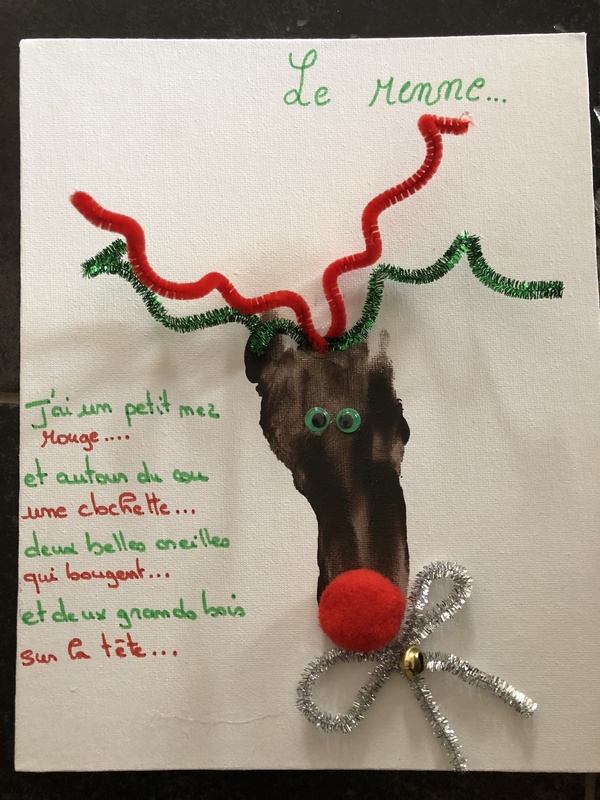 Le renne...
J'ai un petit nez
rouge....
et autour du cou
une clochette...
deux belles oreilles
qui bougent...
et deux grands bois
sur la tête...